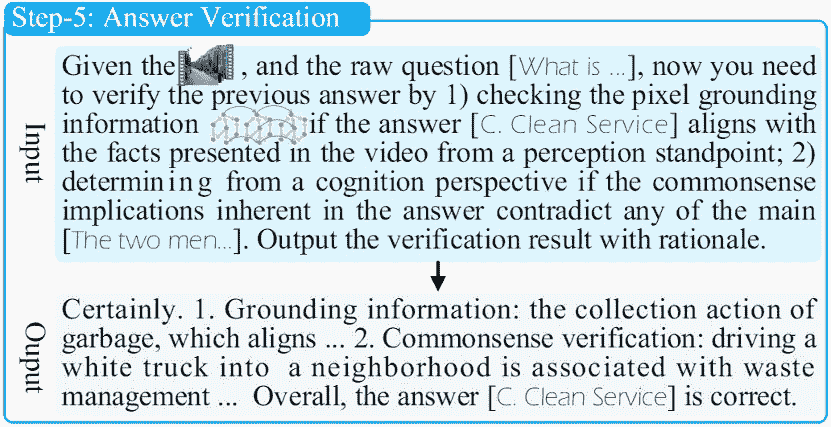 Step-5: Answer Verification
Input
Given the , and the raw question [What is ...], now you need
to verify the previous answer by 1) checking the pixel grounding
information if the answer [C. Clean Service] aligns with
the facts presented in the video from a perception standpoint; 2)
determining from a cognition perspective if the commonsense
implications inherent in the answer contradict any of the main
[The two men...]. Output the verification result with rationale.
Ouput
Certainly. 1. Grounding information: the collection action of
garbage, which aligns ... 2. Commonsense verification: driving a
white truck into a neighborhood is associated with waste
management ... Overall, the answer [C. Clean Service] is correct.